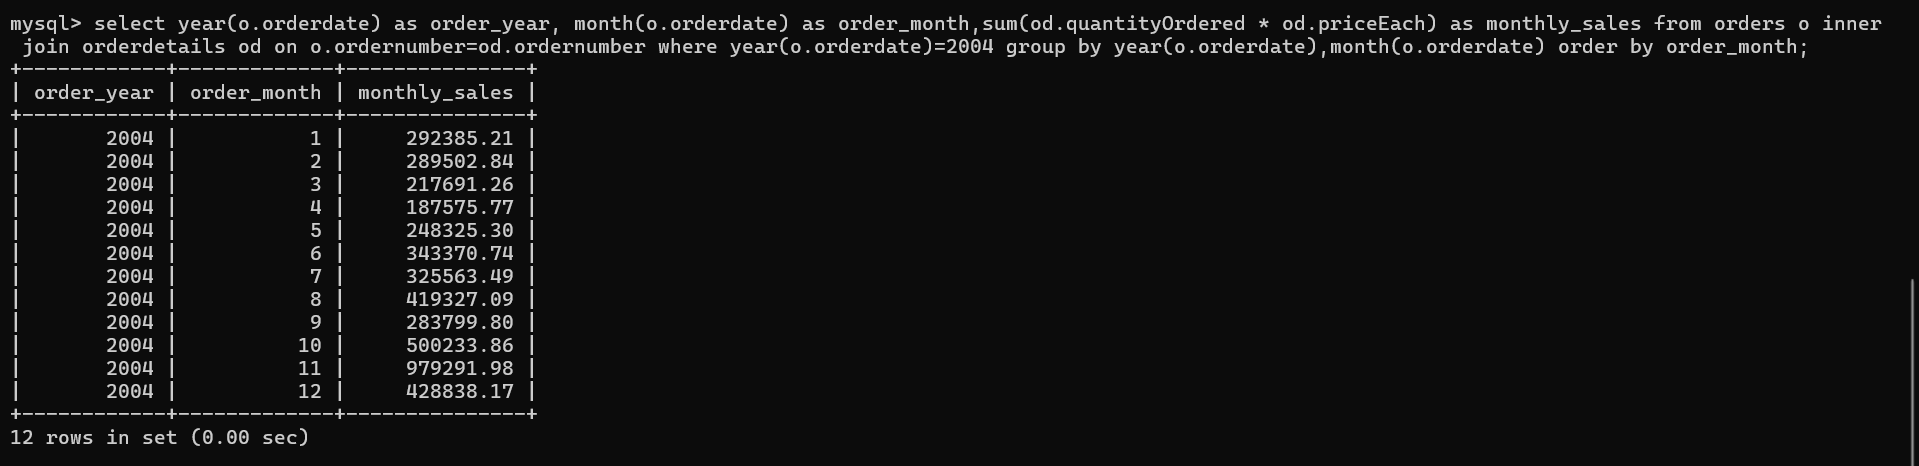 mysql> select year(o.orderdate) as order_year, month(o.orderdate) as order_month,sum(od.quantityOrdered * od.priceEach) as monthly_sales from orders o inner
 join orderdetails od on o.ordernumber=od.ordernumber where year(o.orderdate)=2004 group by year(o.orderdate),month(o.orderdate) order by order_month;
+------------+-------------+---------------+
| order_year | order_month | monthly_sales |
+------------+-------------+---------------+
|       2004 |           1 |     292385.21 |
|       2004 |           2 |     289502.84 |
|       2004 |           3 |     217691.26 |
|       2004 |           4 |     187575.77 |
|       2004 |           5 |     248325.30 |
|       2004 |           6 |     343370.74 |
|       2004 |           7 |     325563.49 |
|       2004 |           8 |     419327.09 |
|       2004 |           9 |     283799.80 |
|       2004 |          10 |     500233.86 |
|       2004 |          11 |     979291.98 |
|       2004 |          12 |     428838.17 |
+------------+-------------+---------------+
12 rows in set (0.00 sec)